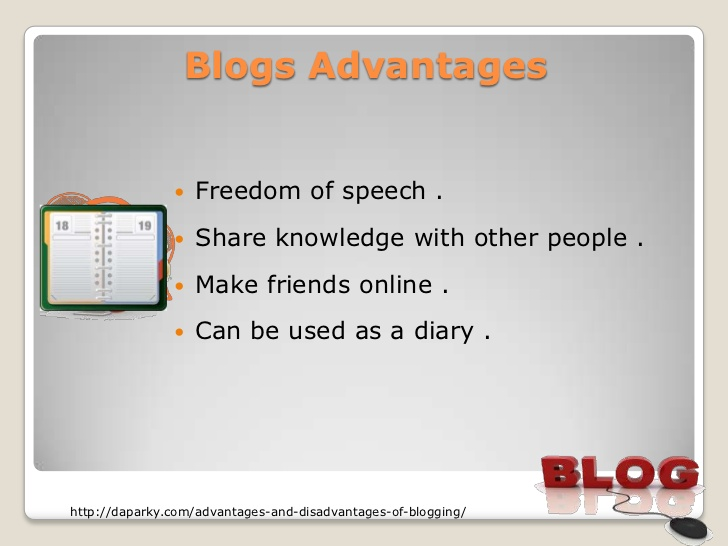 Blogs Advantages
• Freedom of speech .
18 19
• Share knowledge with other people .
• Make friends online .
• Can be used as a diary .
BLOG
http://daparky.com/advantages-and-disadvantages-of-blogging/